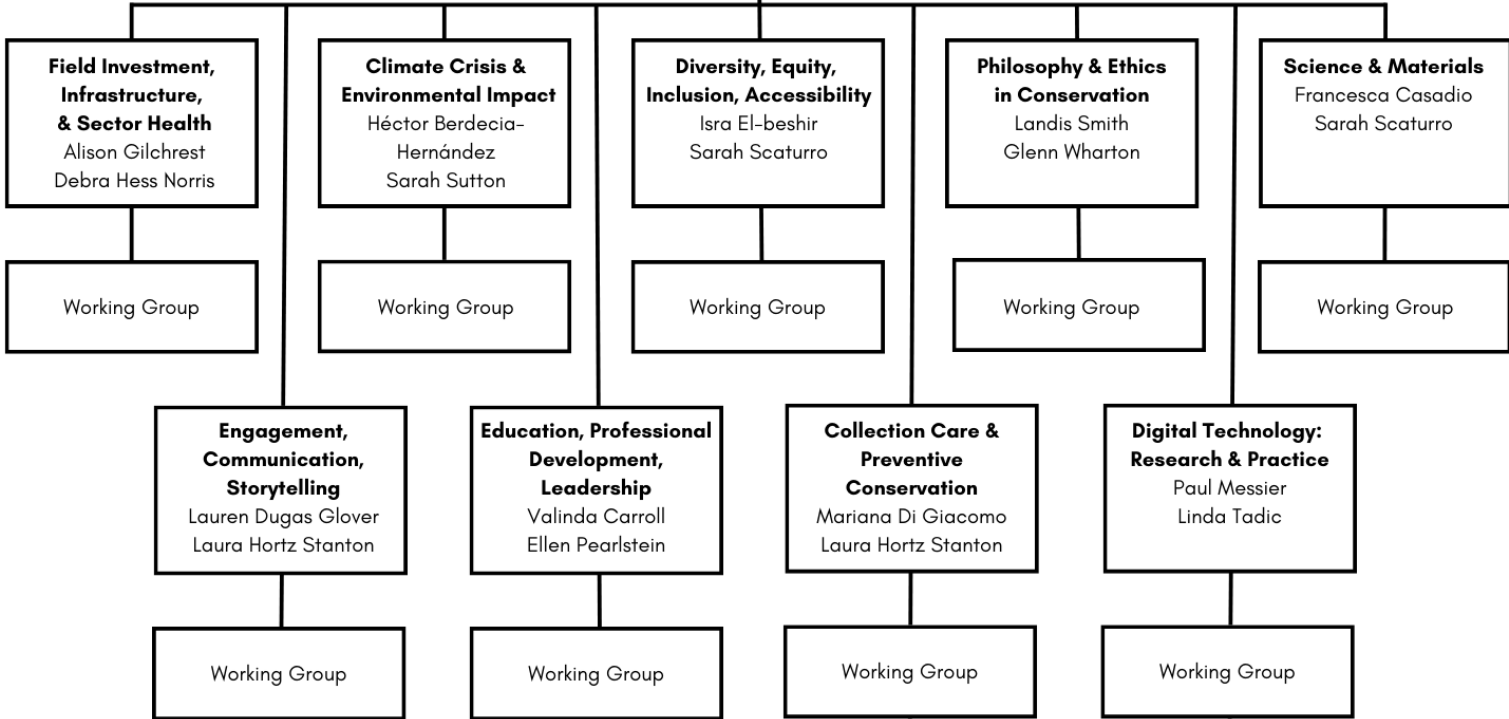 Field Investment,
Infrastructure,
& Sector Health
Alison Gilchrest
Debra Hess Norris
Climate Crisis &
Environmental Impact
Héctor Berdecia-
Hernández
Sarah Sutton
Diversity, Equity,
Inclusion, Accessibility
Isra El-beshir
Sarah Scaturro
Philosophy & Ethics
in Conservation
Landis Smith
Glenn Wharton
Science & Materials
Francesca Casadio
Sarah Scaturro
Working Group
Working Group
Working Group
Working Group
Working Group
Engagement,
Communication,
Storytelling
Lauren Dugas Glover
Laura Hortz Stanton
Education, Professional
Development,
Leadership
Valinda Carroll
Ellen Pearlstein
Collection Care &
Preventive
Conservation
Mariana Di Giacomo
Laura Hortz Stanton
Digital Technology:
Research & Practice
Paul Messier
Linda Tadic
Working Group
Working Group
Working Group
Working Group